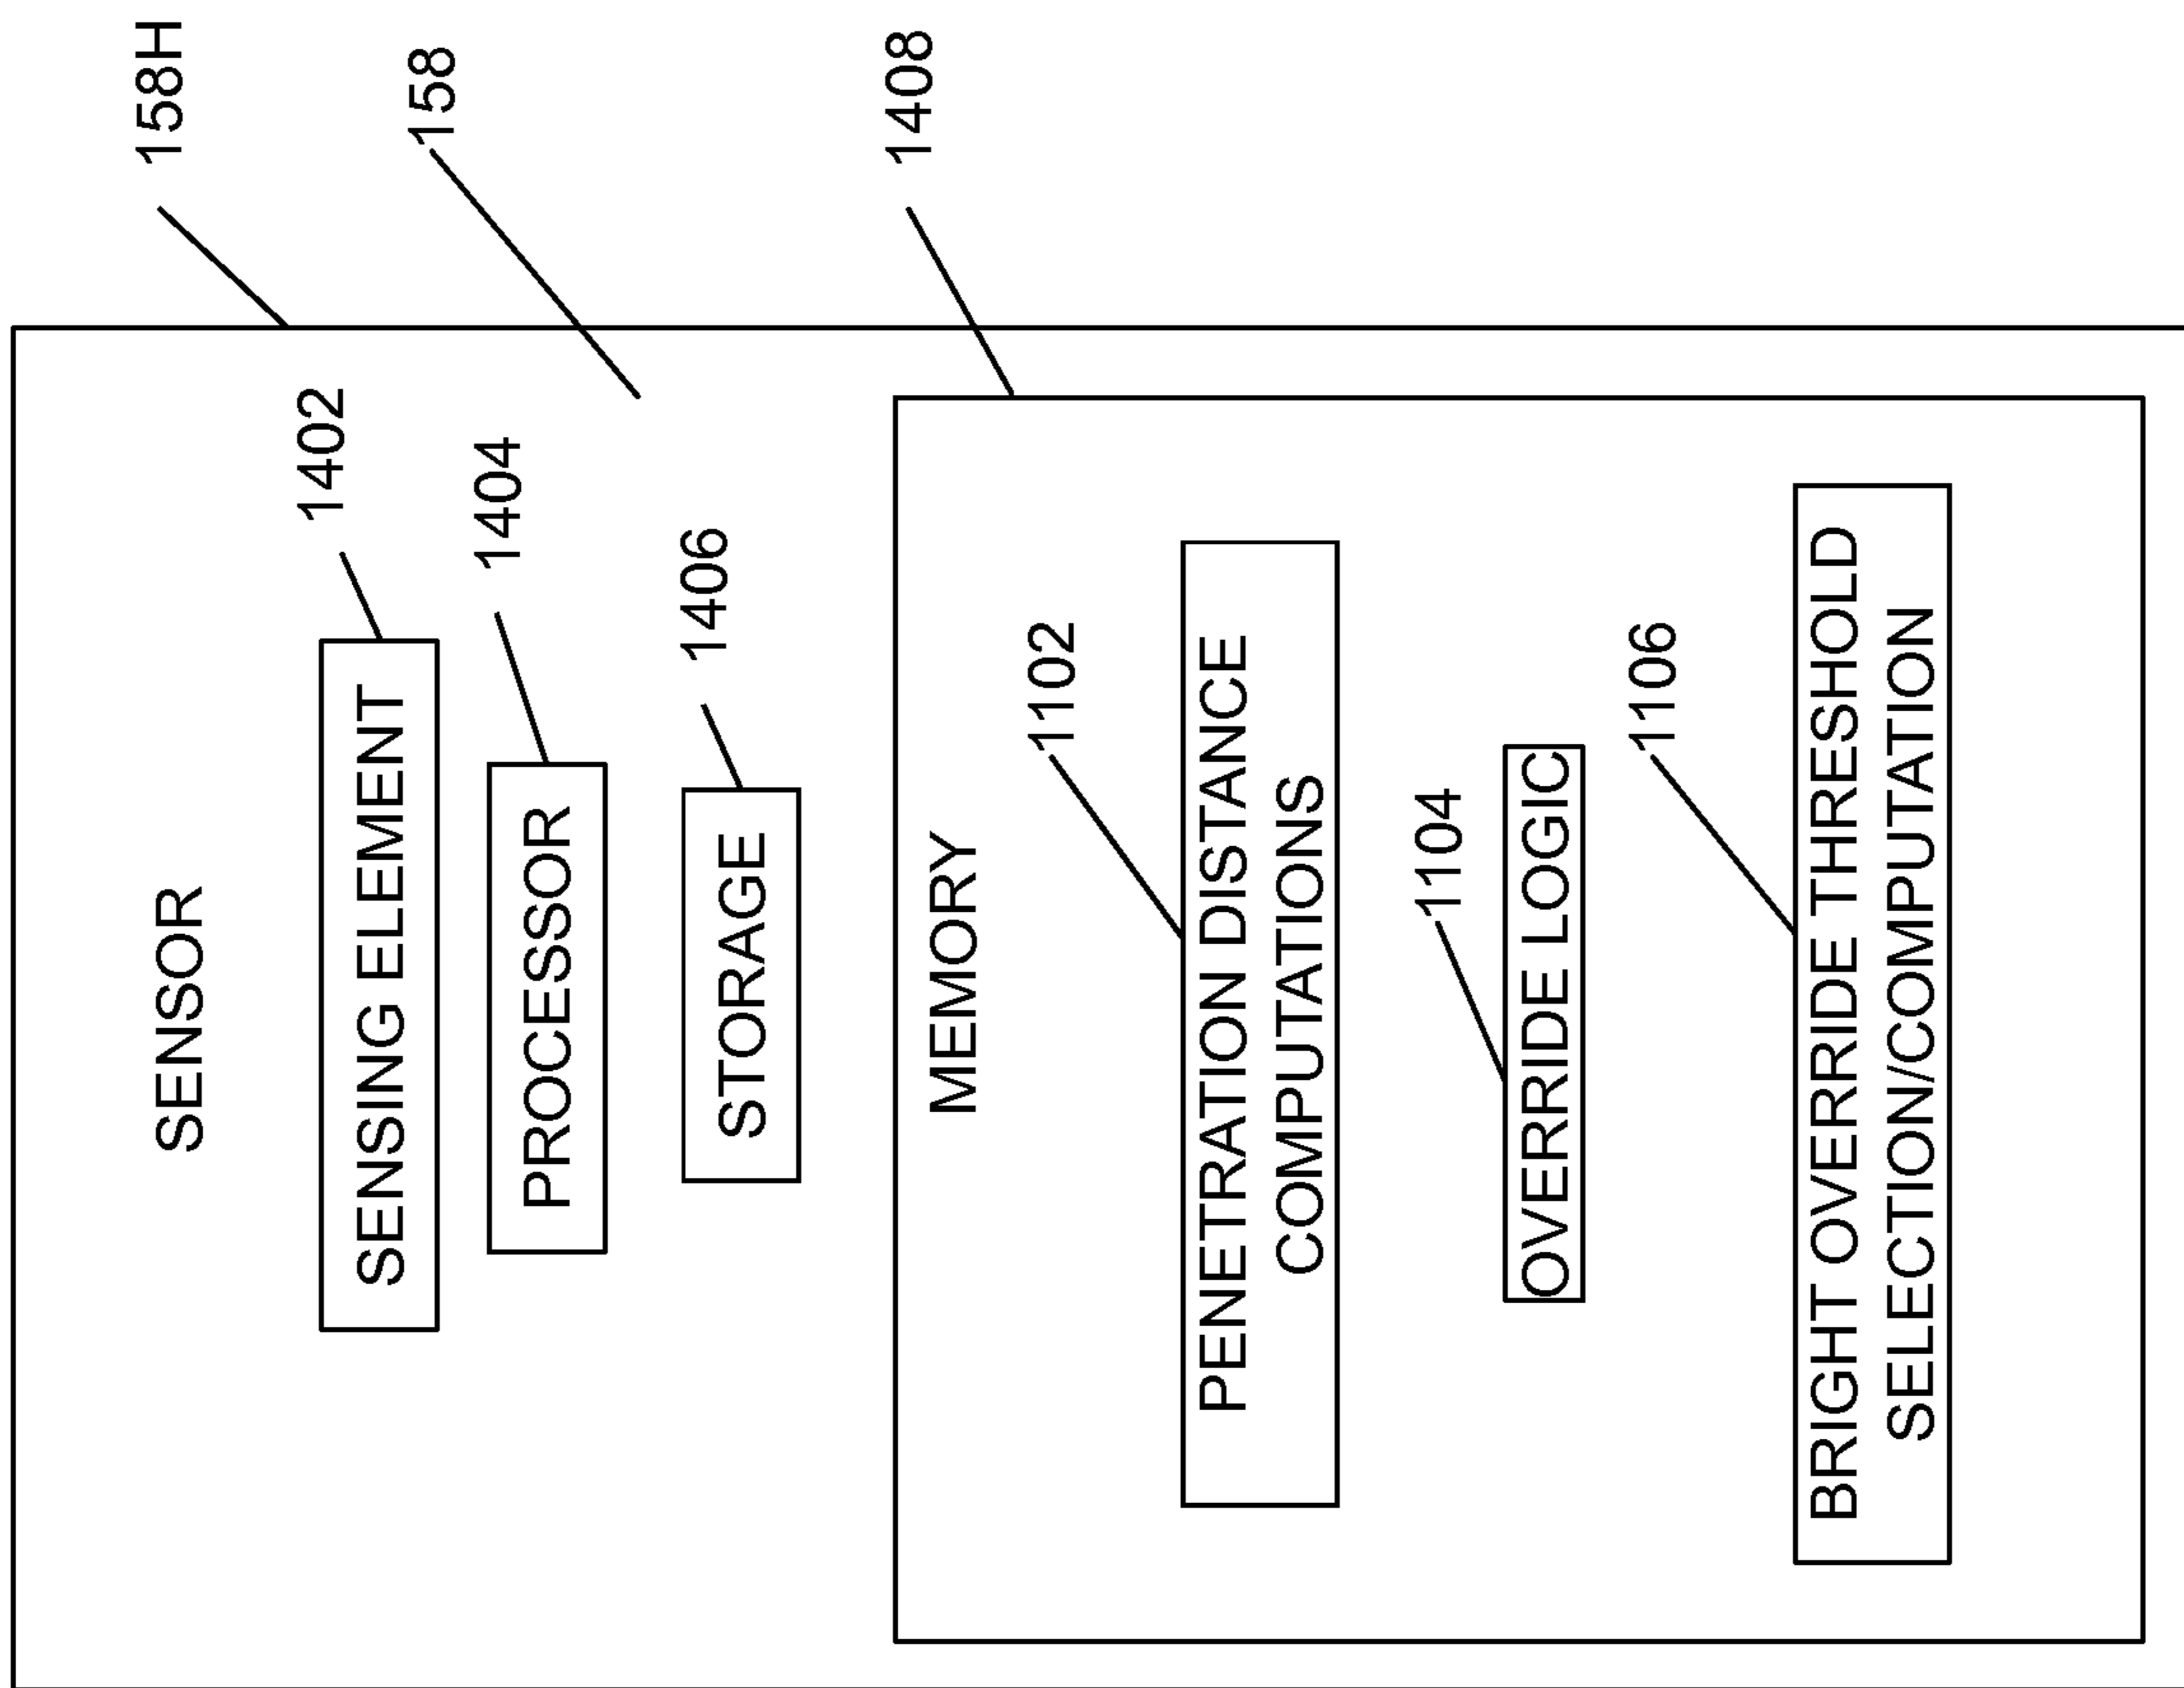 158H
158
1408
SENSOR
1402
SENSING ELEMENT
1404
PROCESSOR
1406
STORAGE
MEMORY
1102
PENETRATION DISTANCE
COMPUTATIONS
1104
OVERRIDE LOGIC
1106
BRIGHT OVERRIDE THRESHOLD
SELECTION/COMPUTATION